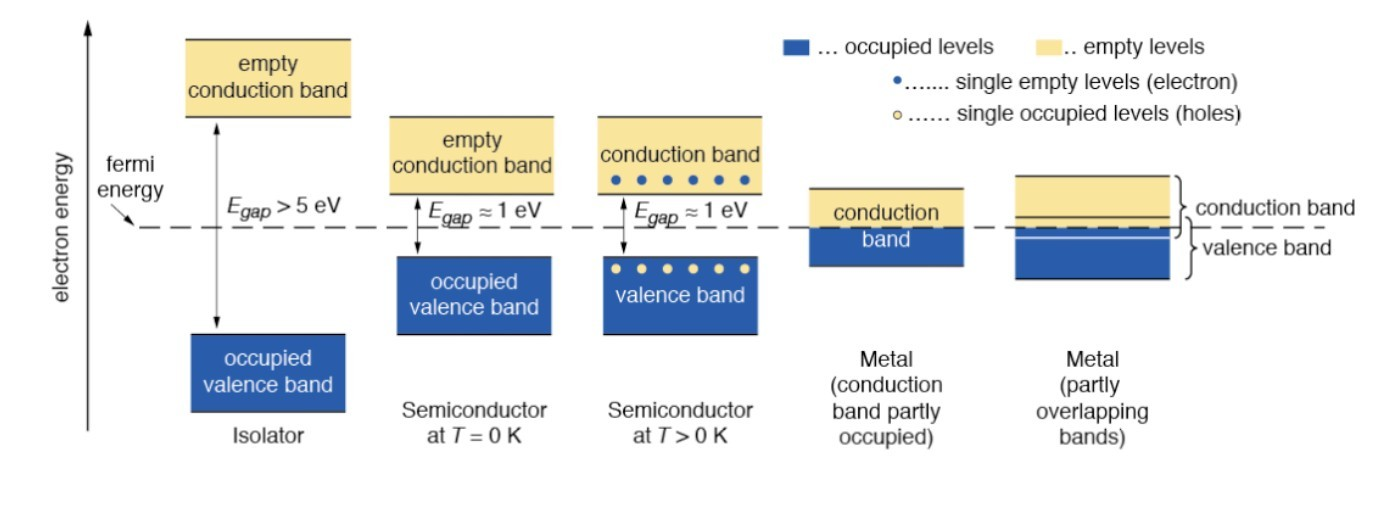 electron energy
fermi
energy
empty
conduction band
E gap > 5 eV
occupied
valence band
Isolator
empty
conduction band
E gap ≈ 1 eV
occupied
valence band
Semiconductor
at T = 0 K
conduction band
E gap ≈ 1 eV
valence band
Semiconductor
at T > 0 K
... occupied levels
.. empty levels
....... single empty levels (electron)
...... single occupied levels (holes)
conduction
band
Metal
(conduction
band partly
occupied)
conduction band
valence band
Metal
(partly
overlapping
bands)